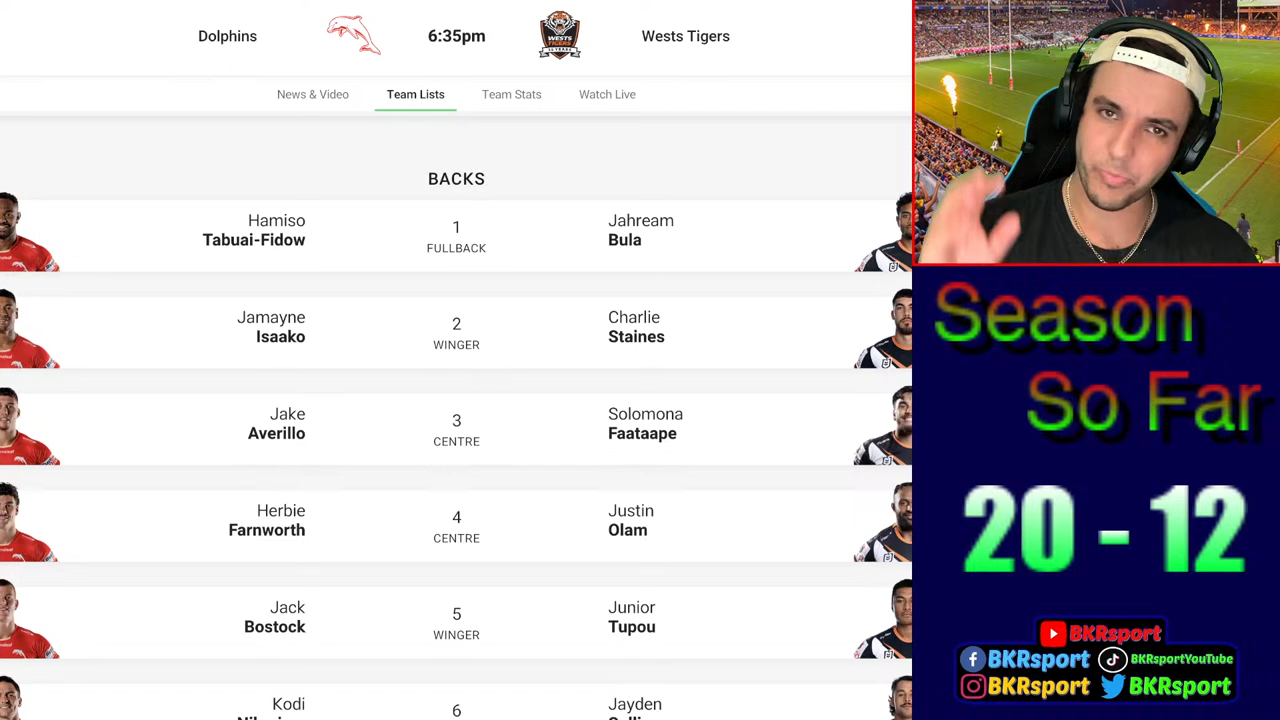 Dolphins 6:35pm Wests Tigers
WESTS
TIGERS
News & Video Team Lists Team Stats Watch Live
BACKS
Hamiso
Tabuai-Fidow
1
FULLBACK
Jahream
Bula
Jamayne
Isaako
2
WINGER
Charlie
Staines
Jake
Averillo
3
CENTRE
Solomona
Faataape
Herbie
Farnworth
4
CENTRE
Justin
Olam
Jack
Bostock
5
WINGER
Junior
Tupou
Kodi
6
Jayden
Season
So Far
20 - 12
BKRsport
BKRsport BKRsportYouTube
BKRsport BKRsport